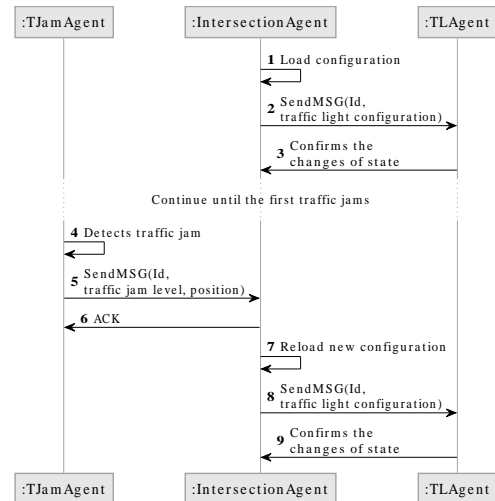 :TJamAgent :IntersectionAgent :TLAgent
1 Load configuration
2 SendMSG(Id,
traffic light configuration)
3 Confirms the
changes of state
Continue until the first traffic jams
4 Detects traffic jam
5 SendMSG(Id,
traffic jam level, position)
6 ACK
7 Reload new configuration
8 SendMSG(Id,
traffic light configuration)
9 Confirms the
changes of state
:TJamAgent :IntersectionAgent :TLAgent